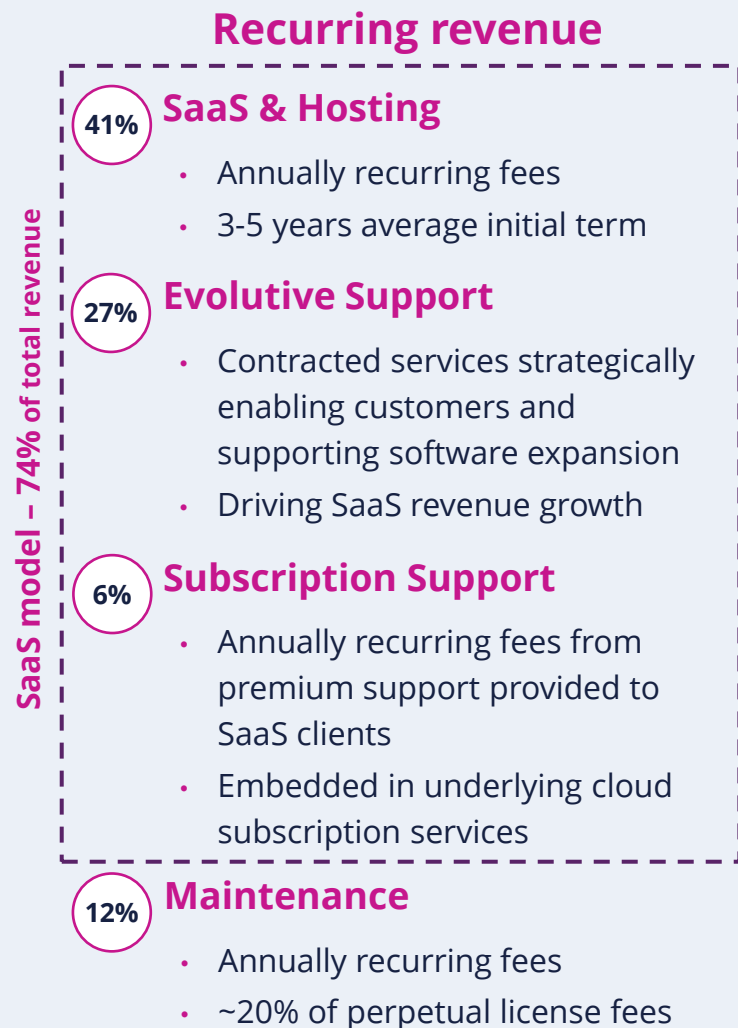 Recurring revenue
SaaS model – 74% of total revenue
41%
SaaS & Hosting
• Annually recurring fees
• 3-5 years average initial term
27%
Evolutive Support
• Contracted services strategically
enabling customers and
supporting software expansion
• Driving SaaS revenue growth
6%
Subscription Support
• Annually recurring fees from
premium support provided to
SaaS clients
• Embedded in underlying cloud
subscription services
12%
Maintenance
• Annually recurring fees
• ~20% of perpetual license fees